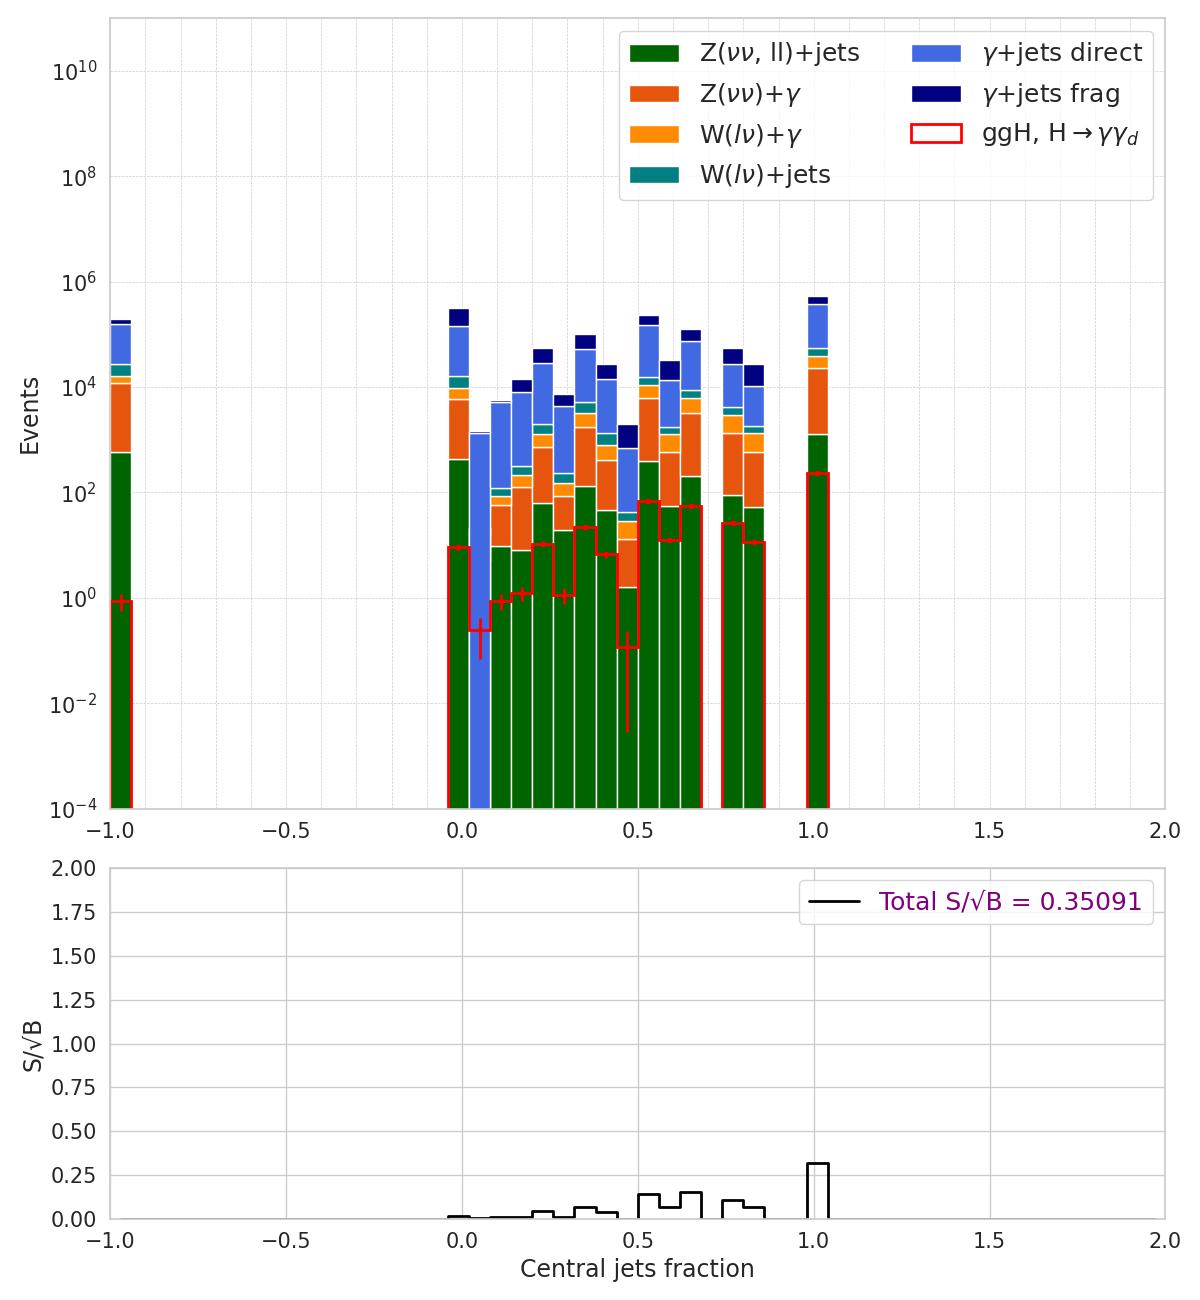 Z(νν, ll)+jets
Z(νν)+γ
W(lν)+γ
W(lν)+jets
γ+jets direct
γ+jets frag
ggH, H→γγ_d
Events
10^10
10^8
10^6
10^4
10^2
10^0
10^−2
10^−4
−1.0 −0.5 0.0 0.5 1.0 1.5 2.0
Total S/√B = 0.35091
S/√B
2.00
1.75
1.50
1.25
1.00
0.75
0.50
0.25
0.00
−1.0 −0.5 0.0 0.5 1.0 1.5 2.0
Central jets fraction